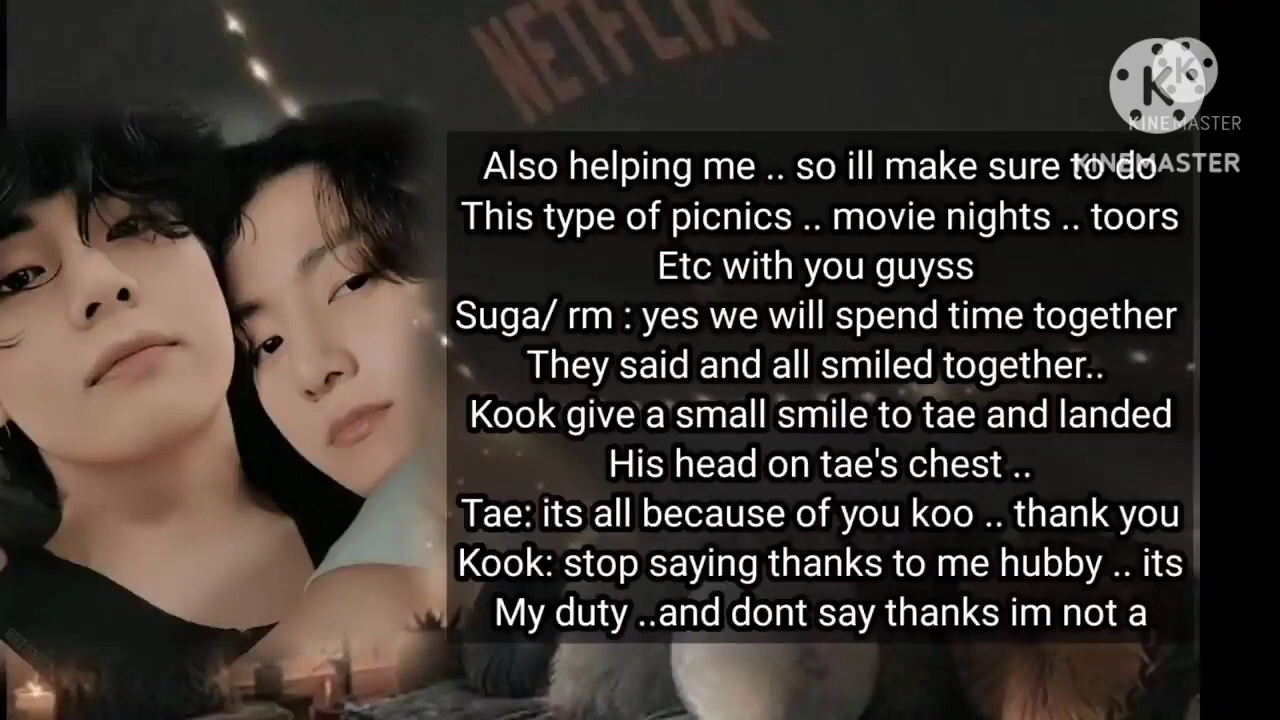 NETFLIX
KINEMASTER
KINEMASTER
Also helping me .. so ill make sure to do
This type of picnics .. movie nights .. toors
Etc with you guyss
Suga/ rm : yes we will spend time together
They said and all smiled together..
Kook give a small smile to tae and landed
His head on tae's chest ..
Tae: its all because of you koo .. thank you
Kook: stop saying thanks to me hubby .. its
My duty ..and dont say thanks im not a